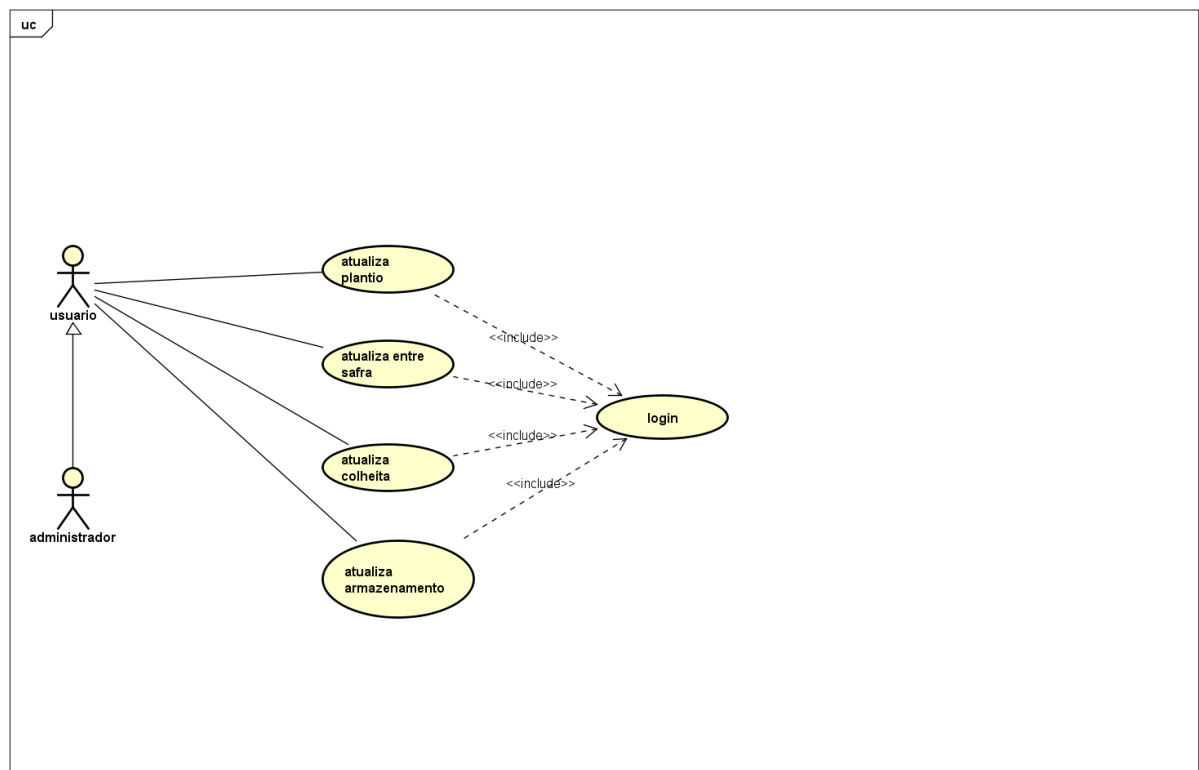 uc
atualiza
plantio
usuario
<<include>>
atualiza entre
safra
<<include>>
login
<<include>>
atualiza
colheita
<<include>>
administrador
atualiza
armazenamento